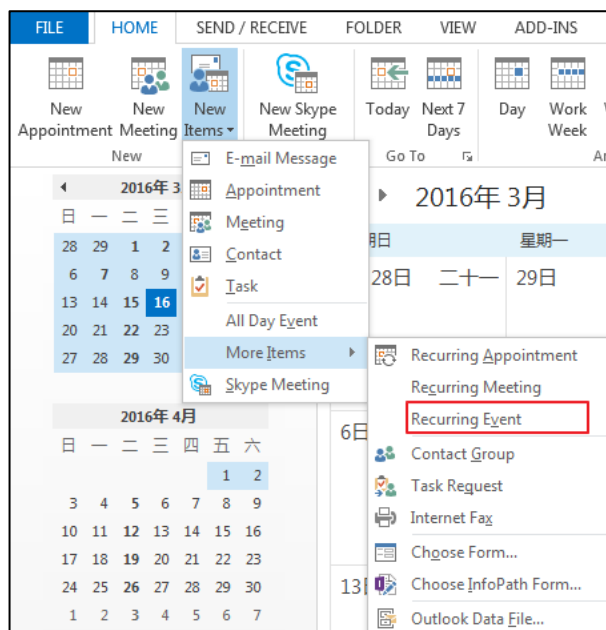 FILE HOME SEND / RECEIVE FOLDER VIEW ADD-INS
New Appointment
New Meeting
New Items
New Skype Meeting
Today
Next 7 Days
Day
Work Week
New
Go To
E-mail Message
Appointment
Meeting
Contact
Task
All Day Event
More Items
Skype Meeting
Recurring Appointment
Recurring Meeting
Recurring Event
Contact Group
Task Request
Internet Fax
Choose Form...
Choose InfoPath Form...
Outlook Data File...
2016年 3
日 一 二 三
28 29 1 2
6 7 8 9
13 14 15 16
20 21 22 23
27 28 29 30
2016年 4月
日 一 二 三 四 五 六
1 2
3 4 5 6 7 8 9
10 11 12 13 14 15 16
17 18 19 20 21 22 23
24 25 26 27 28 29 30
1 2 3 4 5 6 7
2016年 3月
期日 星期一
28日 二十一 29日
6日
13